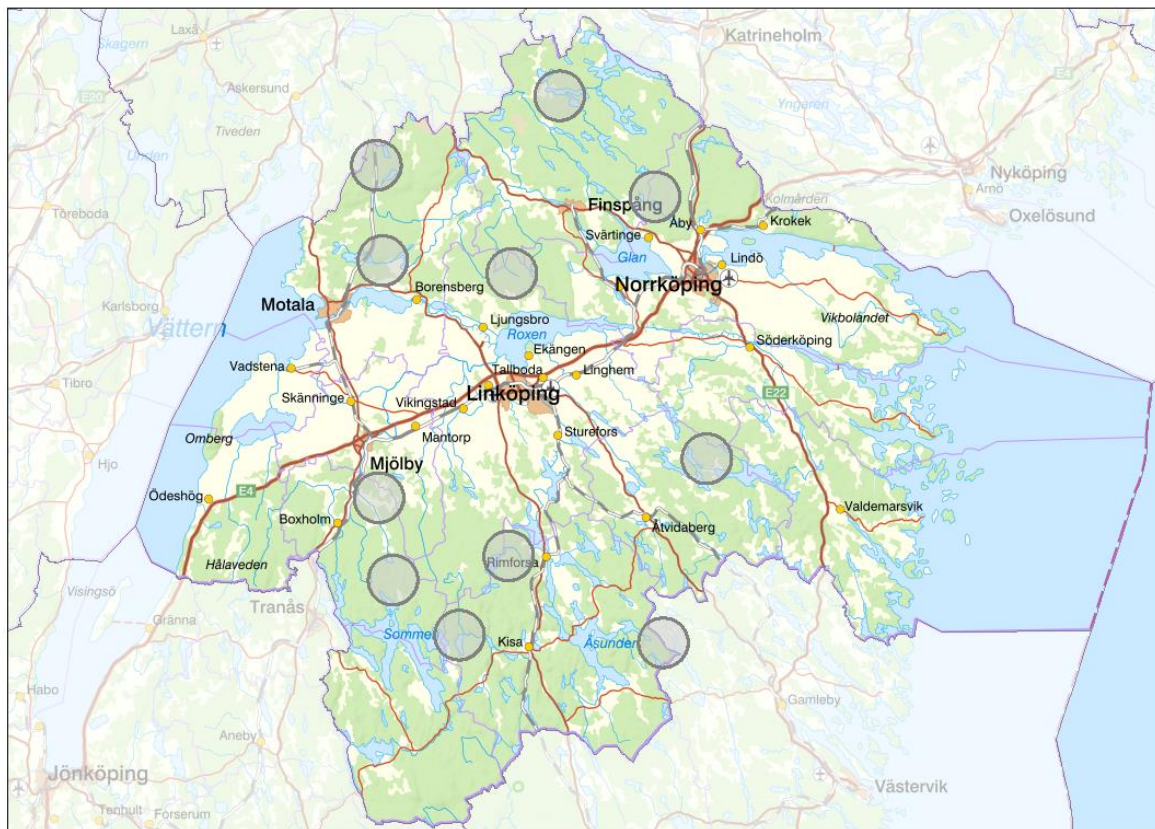 Laxå
Skagern
Katrineholm
E4
Askersund
E20
Yngaren
Tiveden
Unden
Nyköping
Arnö
Kolmården
Töreboda
Finspång
Oxelösund
Åby
Krokek
Svärtinge
Glan
Lindö
Norrköping
Borensberg
Motala
Karlsborg
Vikbolandet
Vättern
Ljungsbro
Roxen
Söderköping
Ekängen
Vadstena
Tallboda
Linghem
Tibro
Linköping
E22
Skänninge
Vikingstad
Mantorp
Sturefors
Omberg
Hjo
Mjölby
E4
Ödeshög
Valdemarsvik
Boxholm
Åtvidaberg
Rimforsa
Hålaveden
Visingsö
Tranås
Gränna
Sommen
Kisa
Åsunden
Habo
Gamleby
Aneby
Jönköping
Västervik
Tenhult
Forserum